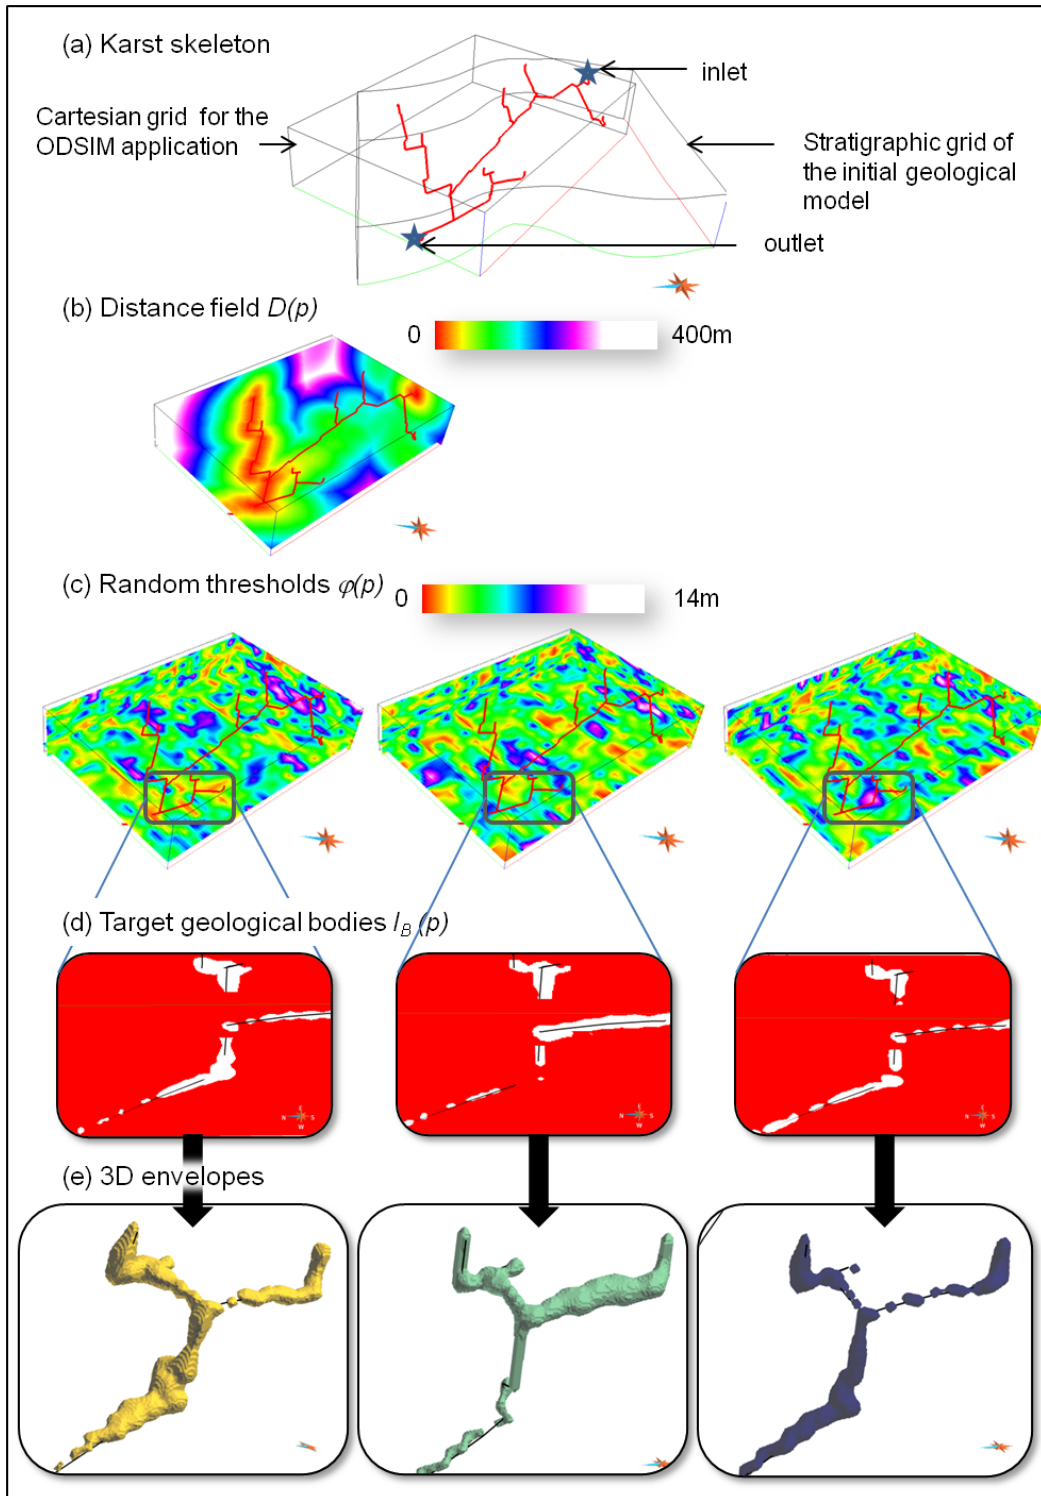 (a) Karst skeleton
inlet
Cartesian grid for the
ODSIM application
Stratigraphic grid of
the initial geological
model
outlet
(b) Distance field D(p)
0
400m
(c) Random thresholds φ(p)
0
14m
(d) Target geological bodies I_B (p)
E
N S
W
E
N S
W
E
N S
W
(e) 3D envelopes